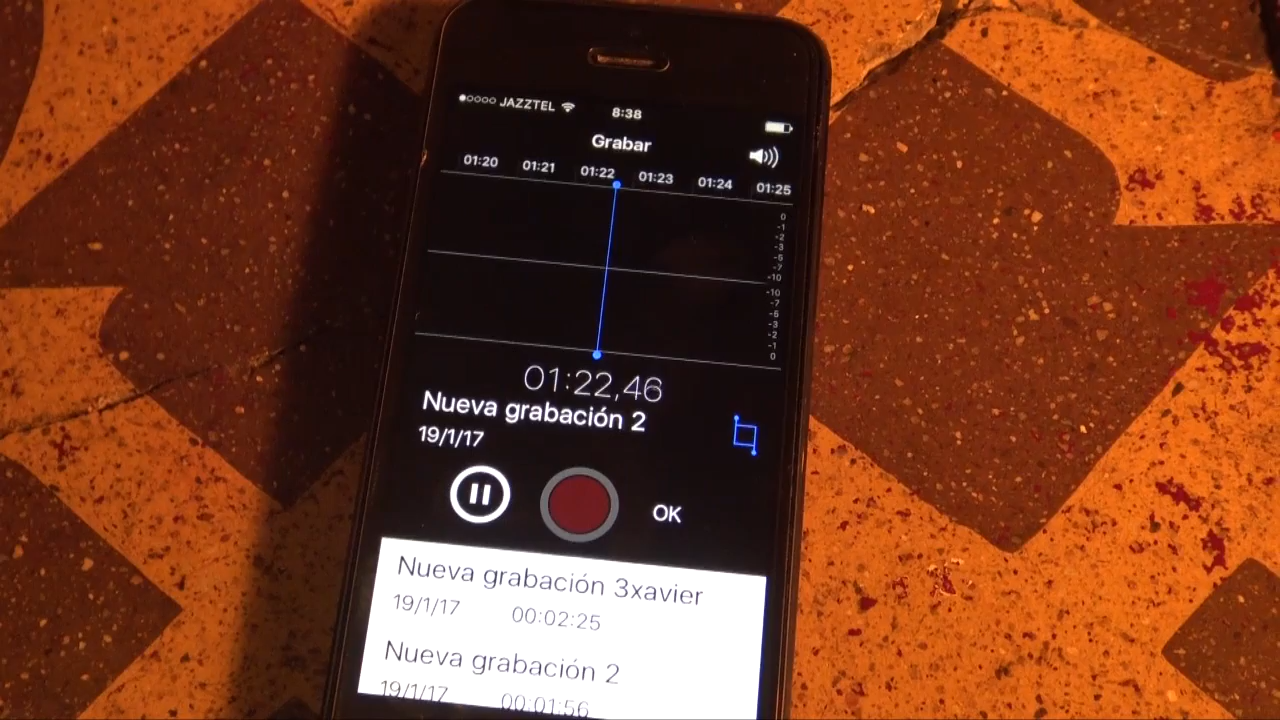 JAZZTEL 8:38
Grabar
01:20 01:21 01:22 01:23 01:24 01:25
0
-1
-2
-3
-5
-7
-10
-10
-7
-5
-3
-2
-1
0
01:22,46
Nueva grabación 2
19/1/17
OK
Nueva grabación 3xavier
19/1/17 00:02:25
Nueva grabación 2
19/1/17 00:01:56